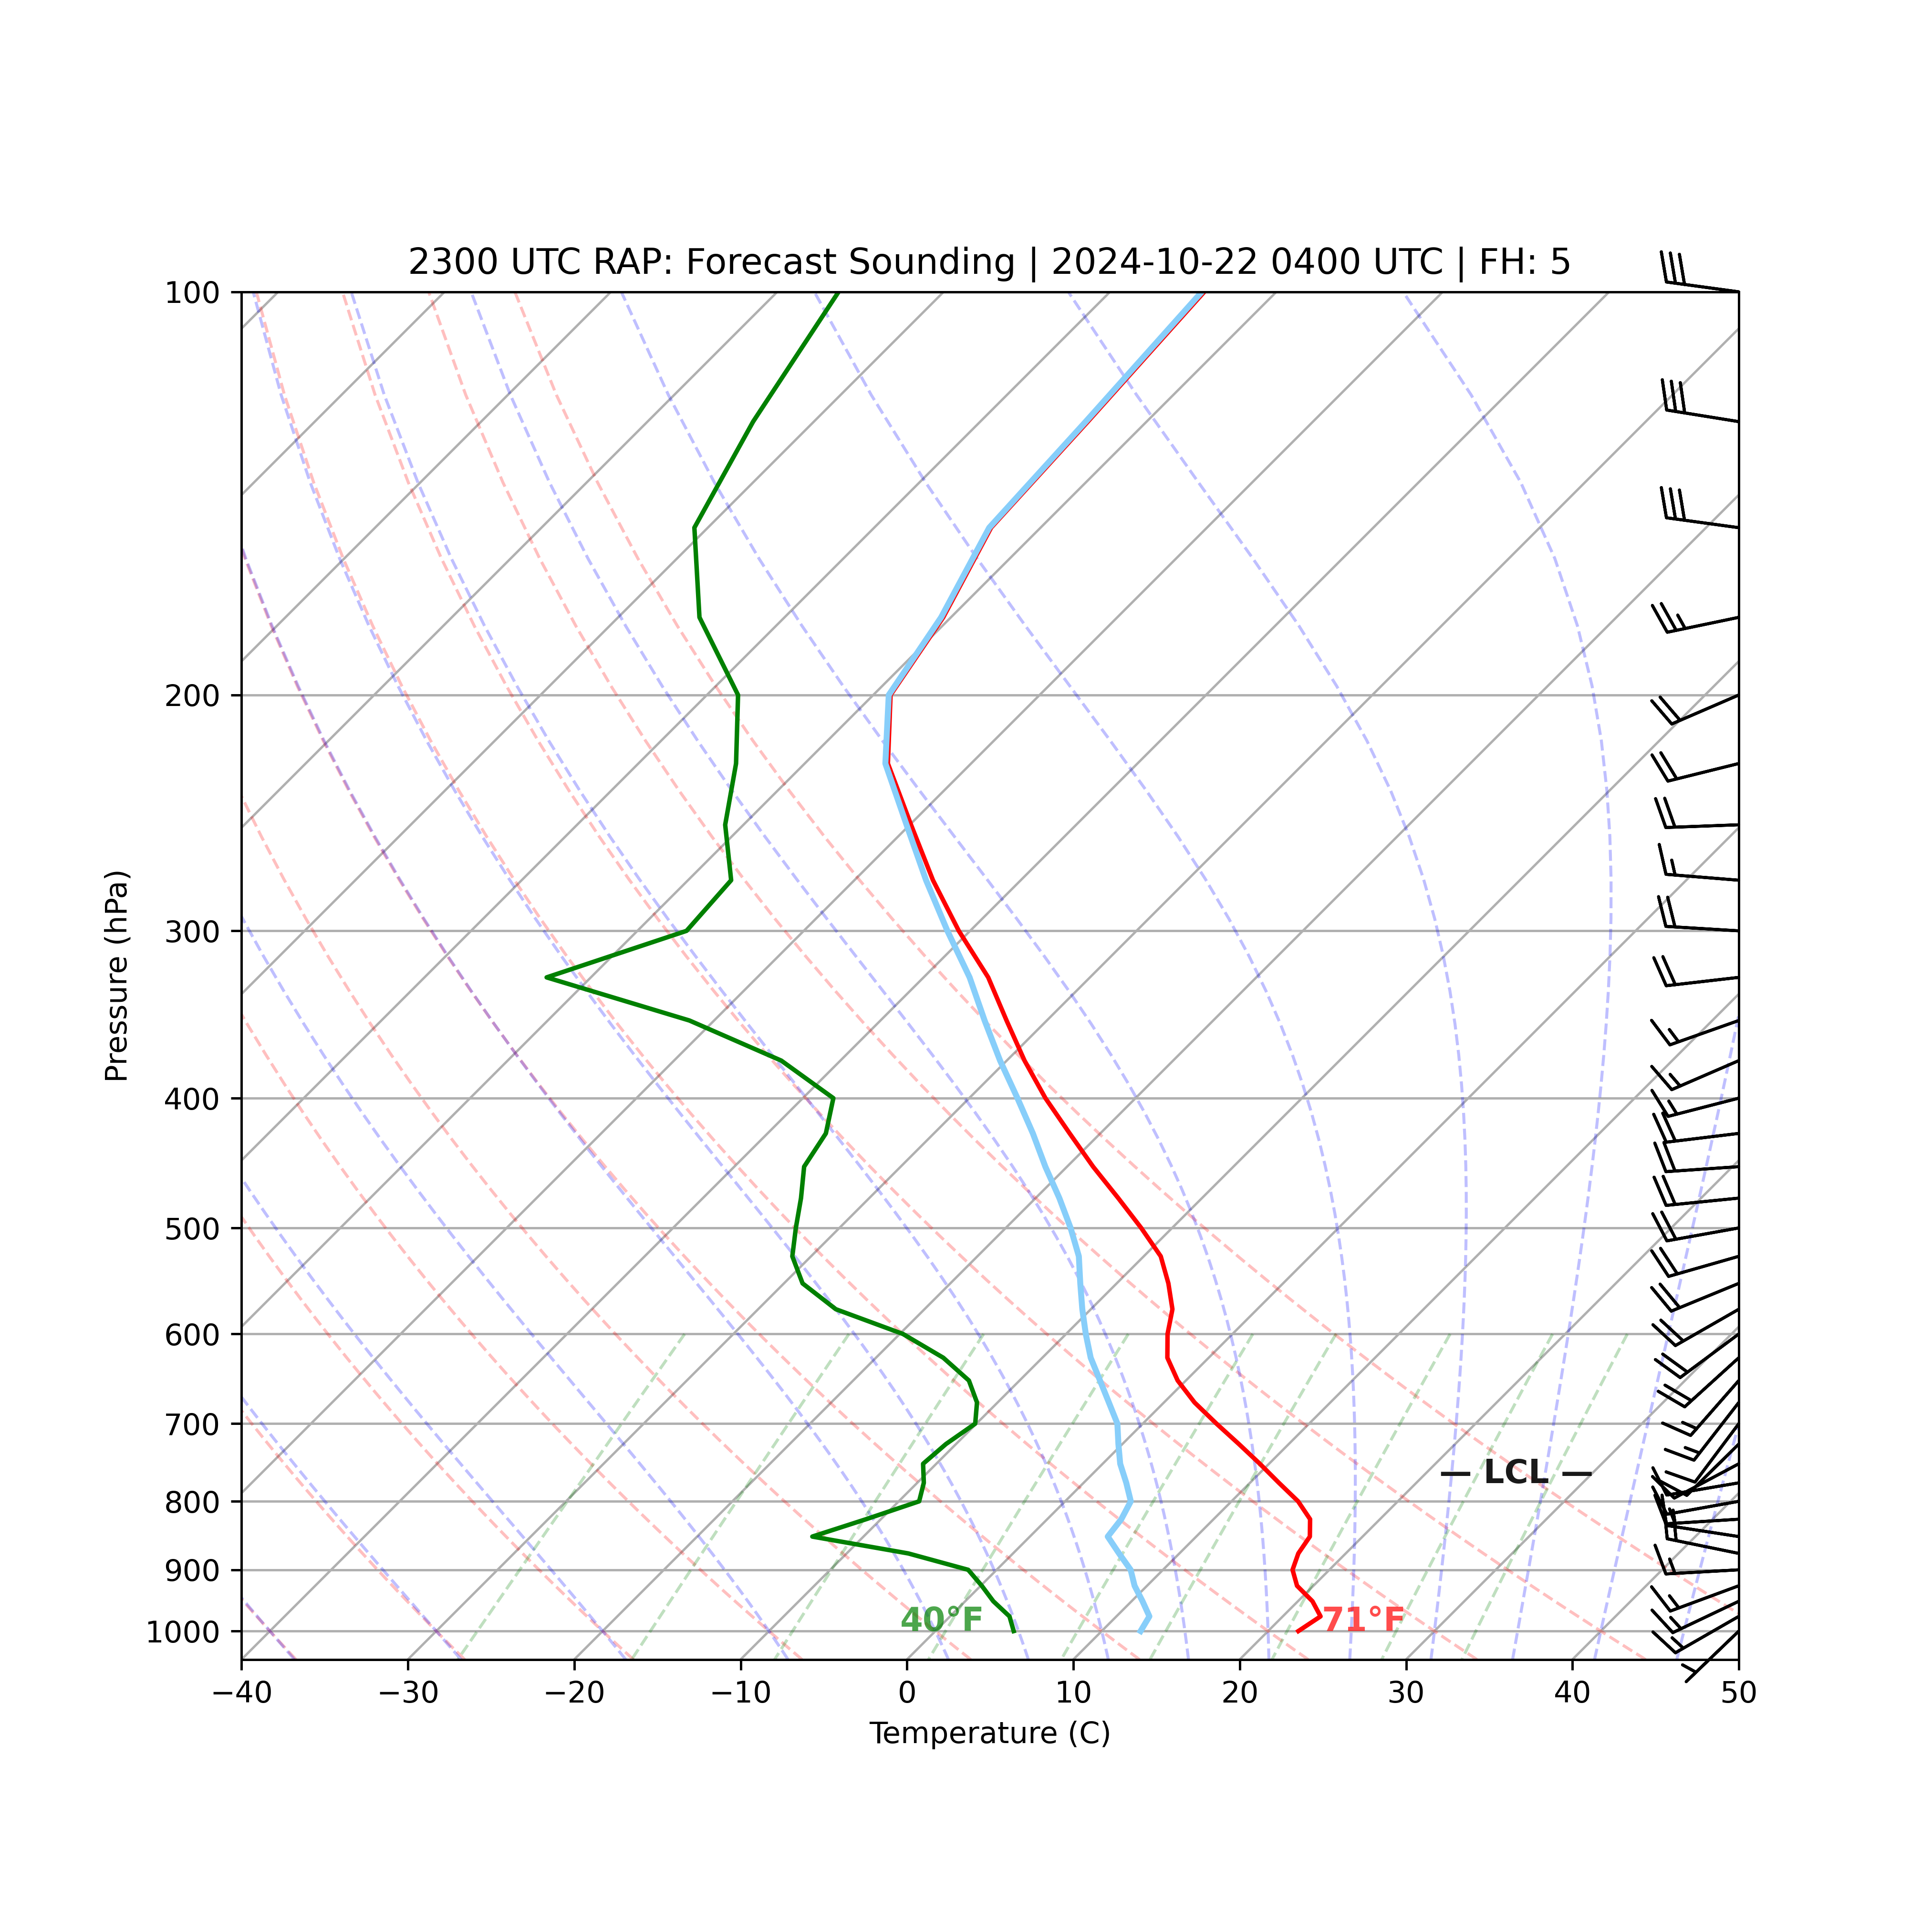 2300 UTC RAP: Forecast Sounding | 2024-10-22 0400 UTC | FH: 5
100
200
300
400
500
600
700
800
900
1000
Pressure (hPa)
— LCL —
40°F
71°F
−40 −30 −20 −10 0 10 20 30 40 50
Temperature (C)